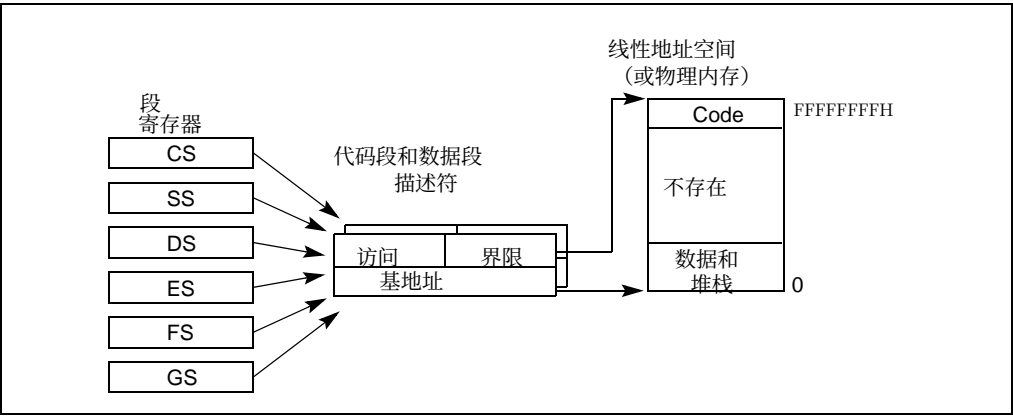 线性地址空间
（或物理内存）
段
寄存器
CS
SS
DS
ES
FS
GS
代码段和数据段
描述符
访问
界限
基地址
Code
FFFFFFFFH
不存在
数据和
堆栈
0